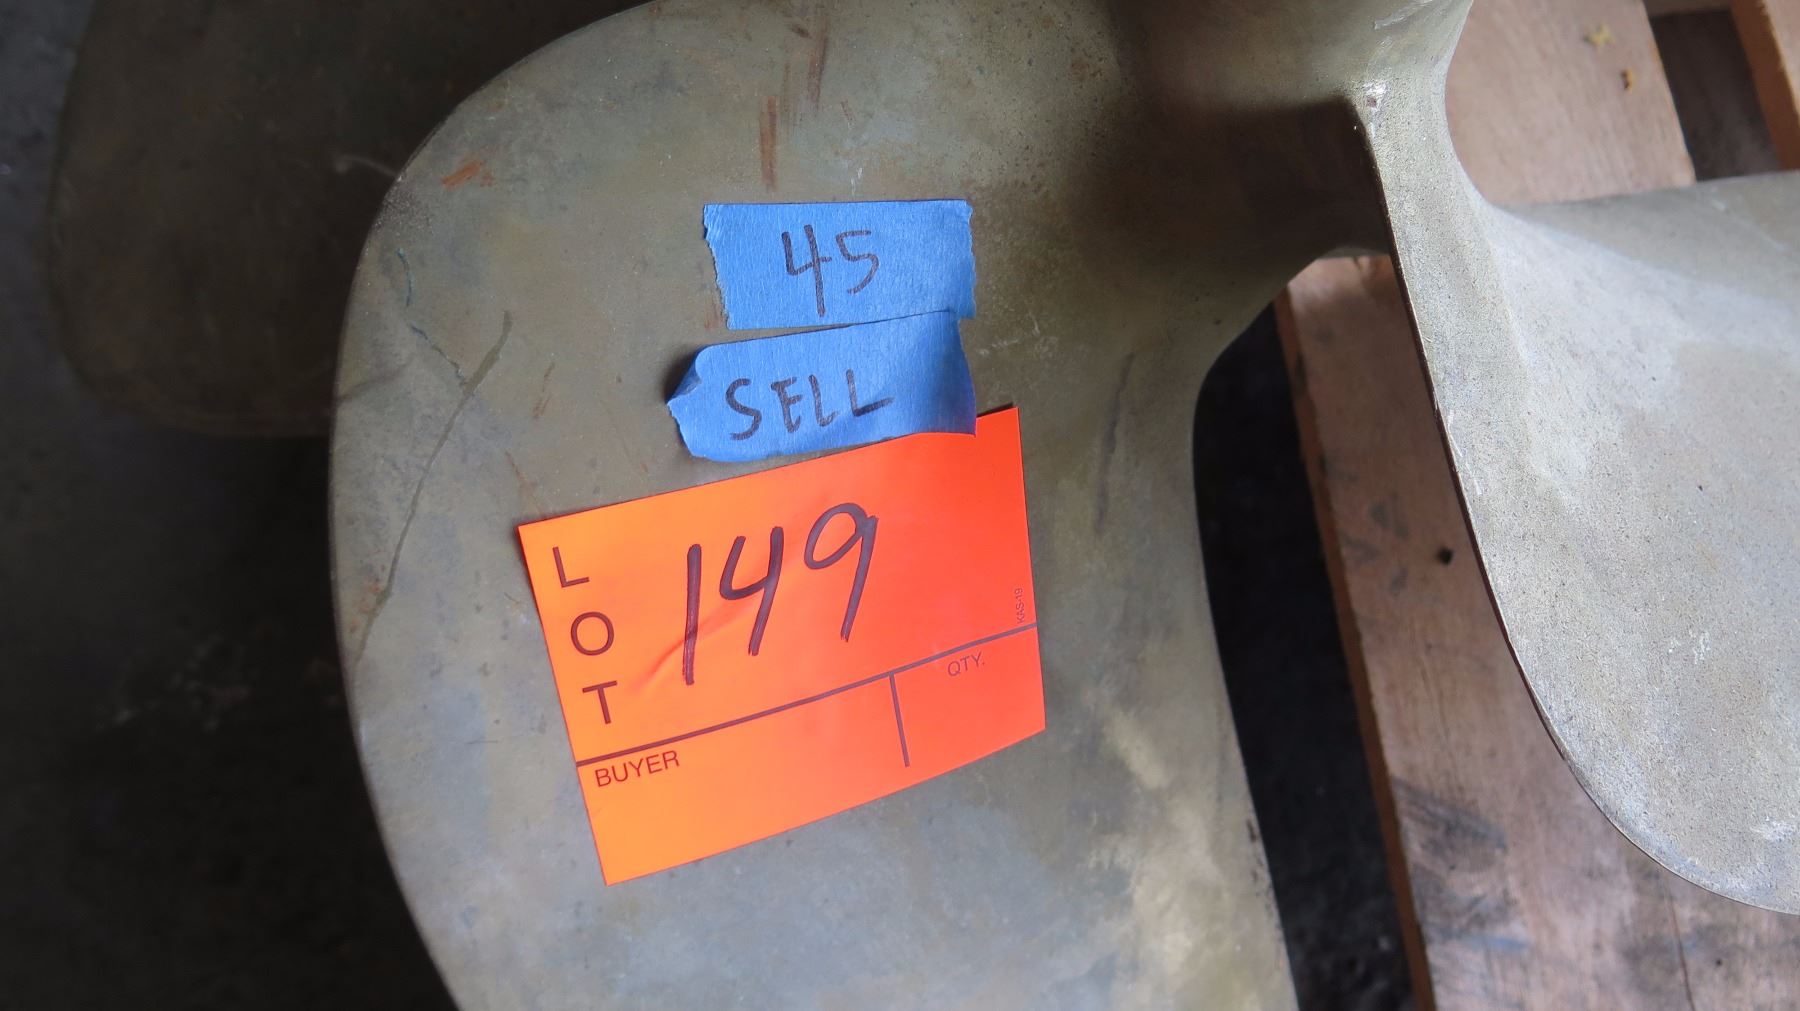 45
SELL
LOT 149
KAS-19
BUYER
QTY.